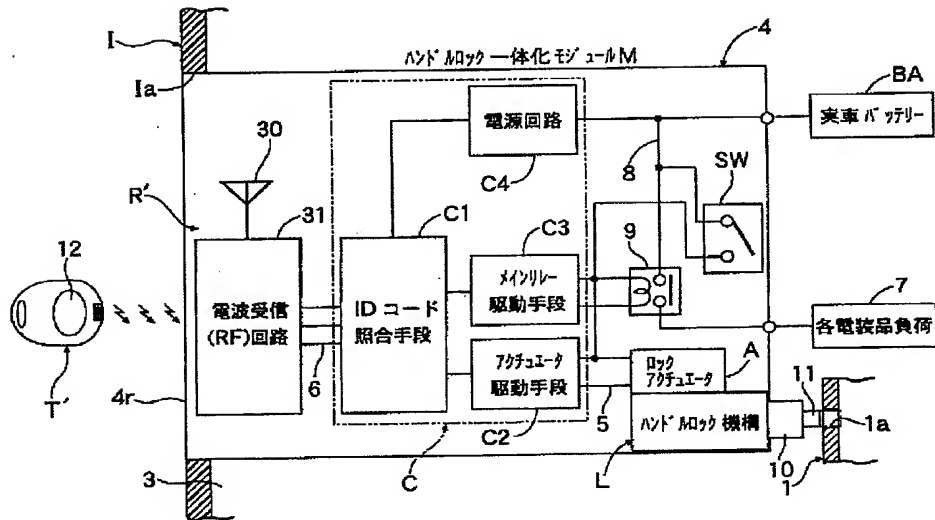 I
Ia
ハンドルロック一体化モジュールM
4
BA
実車バッテリー
電源回路
C4
30
R'
31
C1
C3
8
SW
9
12
電波受信
(RF)回路
IDコード
照合手段
メインリレー
駆動手段
7
各電装品負荷
6
アクチュエータ
駆動手段
A
ロック
アクチュエータ
T'
4r
5
11
1a
ハンドルロック機構
C2
3
C
L
10
1